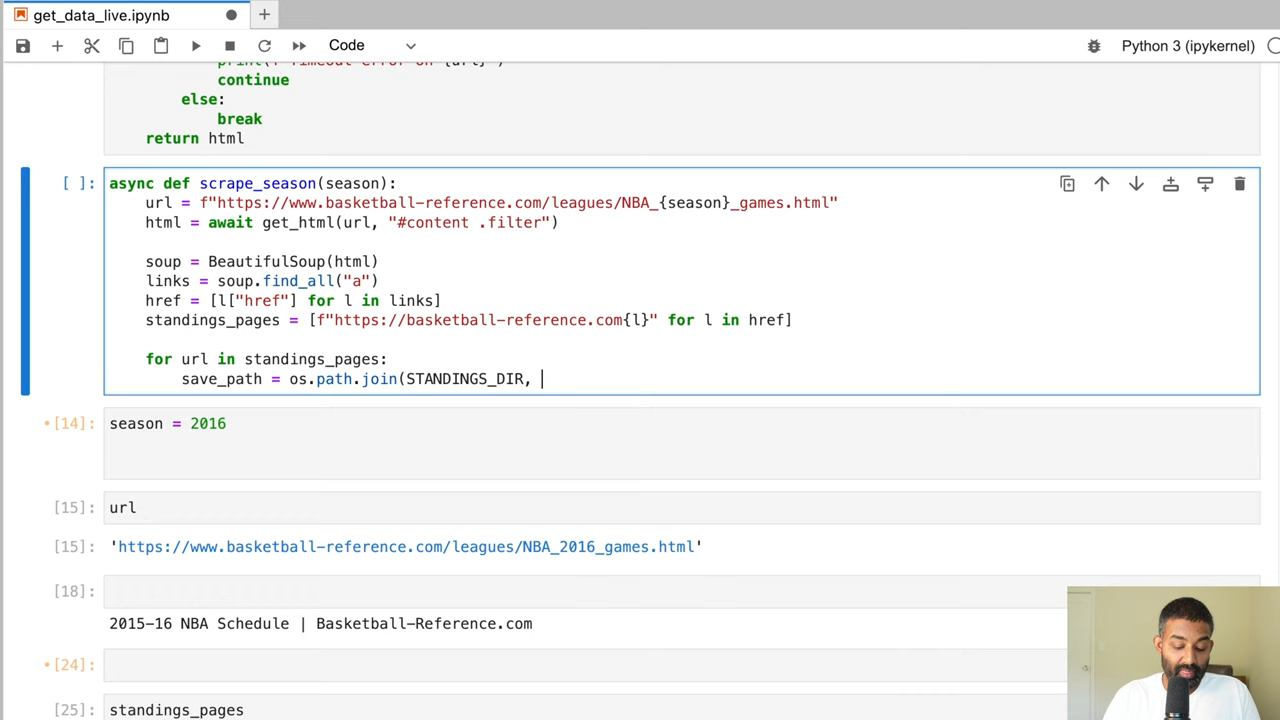 get_data_live.ipynb
Code
Python 3 (ipykernel)
continue
else:
break
return html
[ ]:
async def scrape_season(season):
url = f"https://www.basketball-reference.com/leagues/NBA_{season}_games.html"
html = await get_html(url, "#content .filter")
soup = BeautifulSoup(html)
links = soup.find_all("a")
href = [l["href"] for l in links]
standings_pages = [f"https://basketball-reference.com{l}" for l in href]
for url in standings_pages:
save_path = os.path.join(STANDINGS_DIR,
[14]: season = 2016
[15]: url
[15]: 'https://www.basketball-reference.com/leagues/NBA_2016_games.html'
[18]:
2015-16 NBA Schedule | Basketball-Reference.com
[24]:
[25]: standings_pages